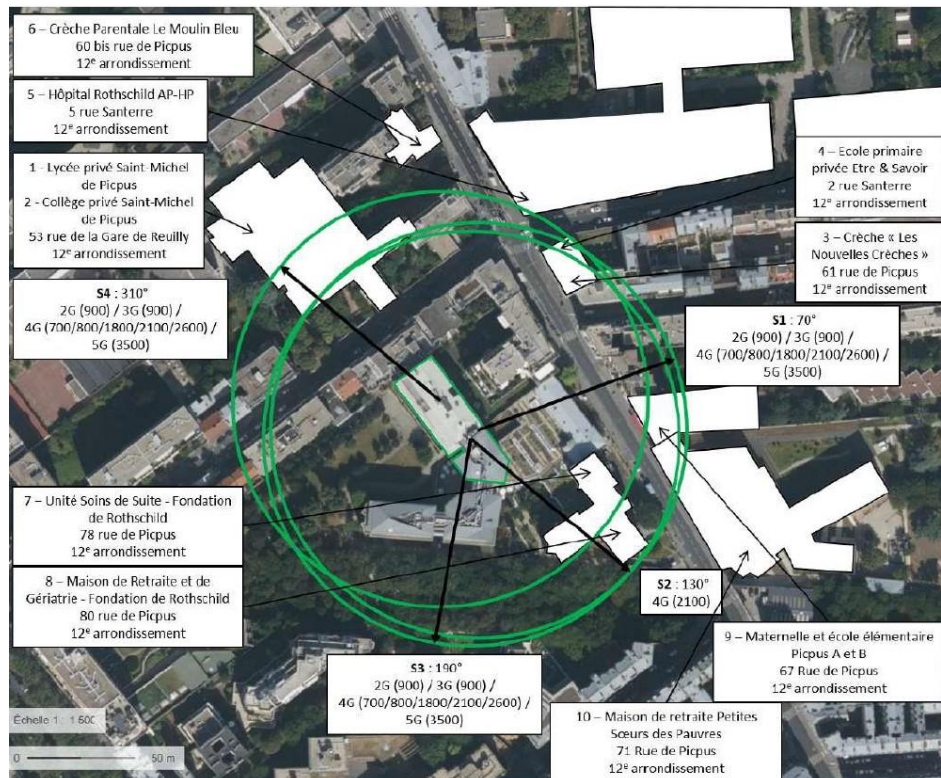 6 – Crèche Parentale Le Moulin Bleu
60 bis rue de Picpus
12e arrondissement
5 – Hôpital Rothschild AP-HP
5 rue Santerre
12e arrondissement
1 - Lycée privé Saint-Michel
de Picpus
2 - Collège privé Saint-Michel
de Picpus
53 rue de la Gare de Reuilly
12e arrondissement
S4 : 310°
2G (900) / 3G (900) /
4G (700/800/1800/2100/2600) /
5G (3500)
4 – Ecole primaire
privée Etre & Savoir
2 rue Santerre
12e arrondissement
3 – Crèche « Les
Nouvelles Crèches »
61 rue de Picpus
12e arrondissement
S1 : 70°
2G (900) / 3G (900) /
4G (700/800/1800/2100/2600) /
5G (3500)
7 – Unité Soins de Suite - Fondation
de Rothschild
78 rue de Picpus
12e arrondissement
8 – Maison de Retraite et de
Gériatrie - Fondation de Rothschild
80 rue de Picpus
12e arrondissement
S2 : 130°
4G (2100)
S3 : 190°
2G (900) / 3G (900) /
4G (700/800/1800/2100/2600) /
5G (3500)
9 – Maternelle et école élémentaire
Picpus A et B
67 Rue de Picpus
12e arrondissement
10 – Maison de retraite Petites
Sœurs des Pauvres
71 Rue de Picpus
12e arrondissement
Échelle 1 : 1 500
0 50 m